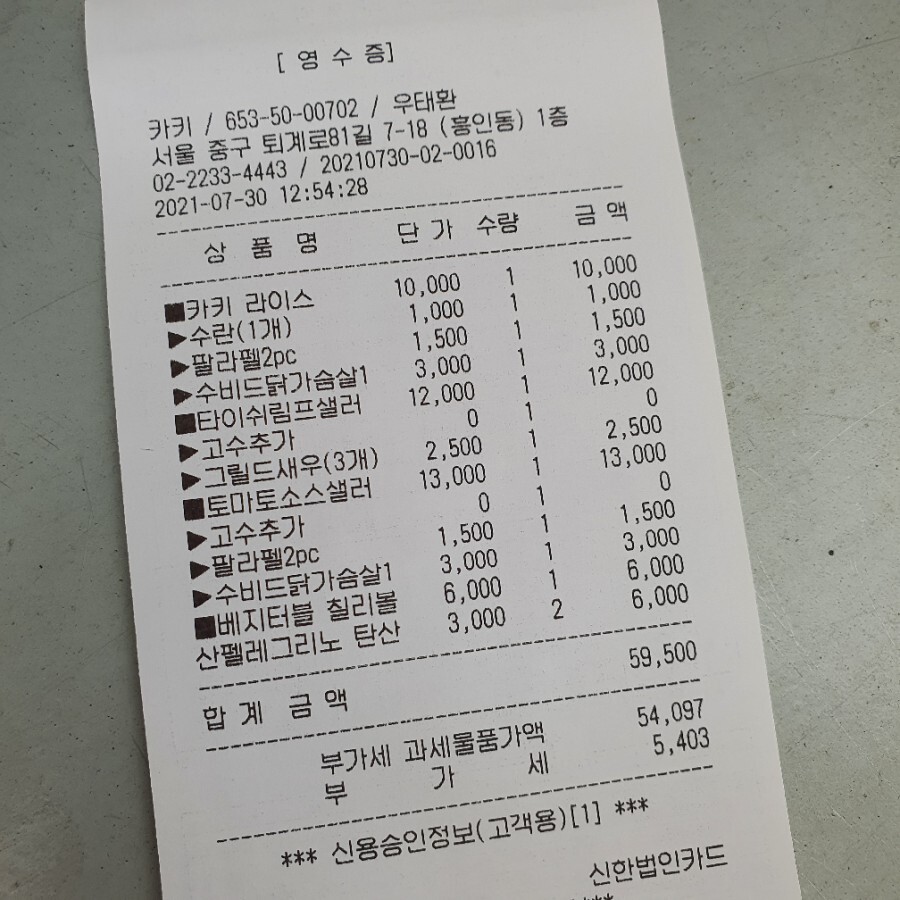 [ 영 수 증]
카키 / 653-50-00702 / 우태환
서울 중구 퇴계로81길 7-18 (흥인동) 1층
02-2233-4443 / 20210730-02-0016
2021-07-30 12:54:28
상 품 명 단 가 수량 금 액
■카키 라이스 10,000 1 10,000
▶수란(1개) 1,000 1 1,000
▶팔라펠2pc 1,500 1 1,500
▶수비드닭가슴살1 3,000 1 3,000
■타이쉬림프샐러 12,000 1 12,000
▶고수추가 0 1 0
▶그릴드새우(3개) 2,500 1 2,500
■토마토소스샐러 13,000 1 13,000
▶고수추가 0 1 0
▶팔라펠2pc 1,500 1 1,500
▶수비드닭가슴살1 3,000 1 3,000
■베지터블 칠리볼 6,000 1 6,000
산펠레그리노 탄산 3,000 2 6,000
합 계 금 액 59,500
부가세 과세물품가액 54,097
부 가 세 5,403
*** 신용승인정보(고객용)[1] ***
신한법인카드